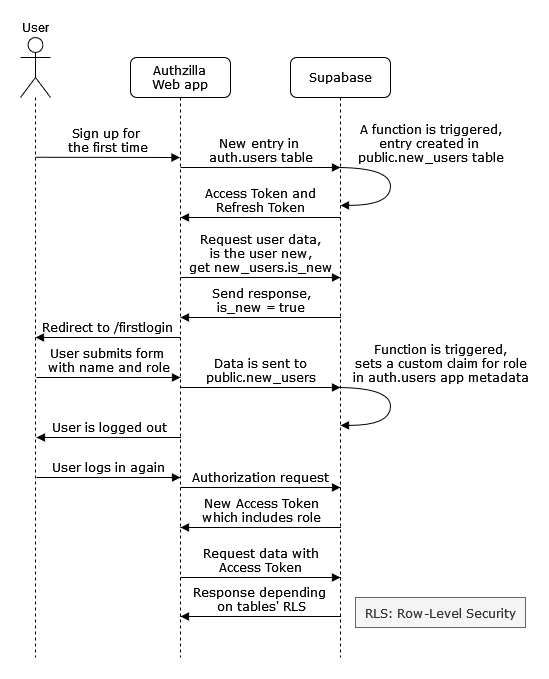 User
Authzilla
Web app
Supabase
Sign up for
the first time
New entry in
auth.users table
A function is triggered,
entry created in
public.new_users table
Access Token and
Refresh Token
Request user data,
is the user new,
get new_users.is_new
Send response,
is_new = true
Redirect to /firstlogin
User submits form
with name and role
Data is sent to
public.new_users
Function is triggered,
sets a custom claim for role
in auth.users app metadata
User is logged out
User logs in again
Authorization request
New Access Token
which includes role
Request data with
Access Token
Response depending
on tables' RLS
RLS: Row-Level Security